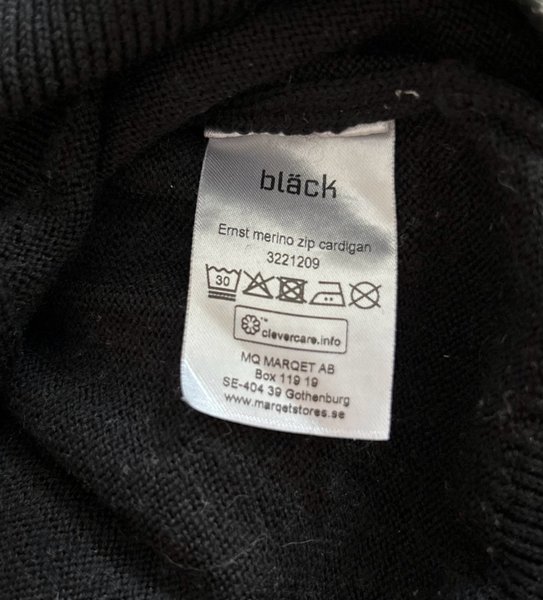 bläck
Ernst merino zip cardigan
3221209
30
™
clevercare.info
MQ MARQET AB
Box 119 19
SE-404 39 Gothenburg
www.marqetstores.se